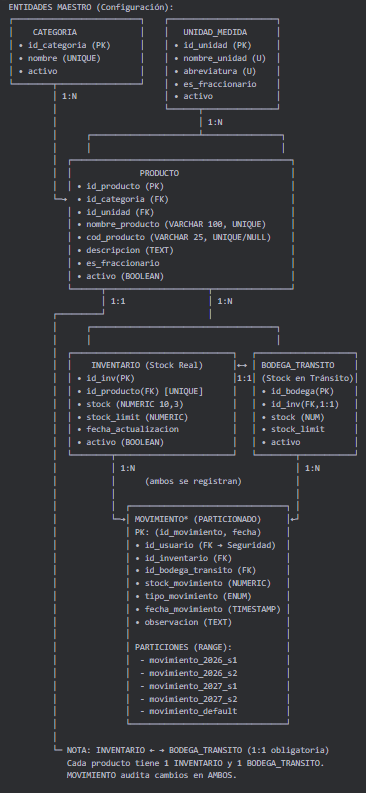 ENTIDADES MAESTRO (Configuración):
CATEGORIA
• id_categoria (PK)
• nombre (UNIQUE)
• activo
UNIDAD_MEDIDA
• id_unidad (PK)
• nombre_unidad (U)
• abreviatura (U)
• es_fraccionario
• activo
1:N
1:N
PRODUCTO
• id_producto (PK)
• id_categoria (FK)
• id_unidad (FK)
• nombre_producto (VARCHAR 100, UNIQUE)
• cod_producto (VARCHAR 25, UNIQUE/NULL)
• descripcion (TEXT)
• es_fraccionario
• activo (BOOLEAN)
1:1
1:N
INVENTARIO (Stock Real)
• id_inv(PK)
• id_producto(FK) [UNIQUE]
• stock (NUMERIC 10,3)
• stock_limit (NUMERIC)
• fecha_actualizacion
• activo (BOOLEAN)
1:1
BODEGA_TRANSITO
(Stock en Tránsito)
• id_bodega(PK)
• id_inv(FK,1:1)
• stock (NUM)
• stock_limit
• activo
1:N
1:N
(ambos se registran)
MOVIMIENTO* (PARTICIONADO)
PK: (id_movimiento, fecha)
• id_usuario (FK → Seguridad)
• id_inventario (FK)
• id_bodega_transito (FK)
• stock_movimiento (NUMERIC)
• tipo_movimiento (ENUM)
• fecha_movimiento (TIMESTAMP)
• observacion (TEXT)
PARTICIONES (RANGE):
- movimiento_2026_s1
- movimiento_2026_s2
- movimiento_2027_s1
- movimiento_2027_s2
- movimiento_default
NOTA: INVENTARIO ← → BODEGA_TRANSITO (1:1 obligatoria)
Cada producto tiene 1 INVENTARIO y 1 BODEGA_TRANSITO.
MOVIMIENTO audita cambios en AMBOS.